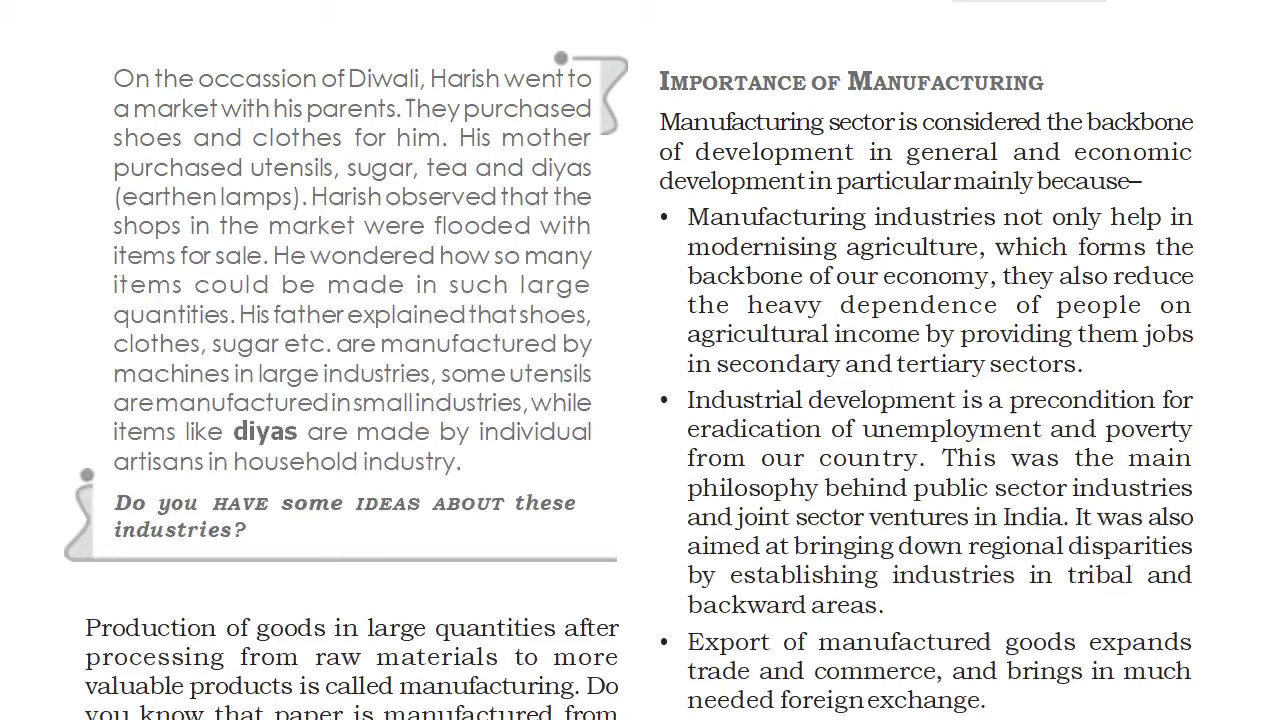 On the occassion of Diwali, Harish went to
a market with his parents. They purchased
shoes and clothes for him. His mother
purchased utensils, sugar, tea and diyas
(earthen lamps). Harish observed that the
shops in the market were flooded with
items for sale. He wondered how so many
items could be made in such large
quantities. His father explained that shoes,
clothes, sugar etc. are manufactured by
machines in large industries, some utensils
are manufactured in small industries, while
items like diyas are made by individual
artisans in household industry.
Do you HAVE some IDEAS ABOUT these
industries?
Production of goods in large quantities after
processing from raw materials to more
valuable products is called manufacturing. Do
you know that paper is manufactured from
IMPORTANCE OF MANUFACTURING
Manufacturing sector is considered the backbone
of development in general and economic
development in particular mainly because–
• Manufacturing industries not only help in
modernising agriculture, which forms the
backbone of our economy, they also reduce
the heavy dependence of people on
agricultural income by providing them jobs
in secondary and tertiary sectors.
• Industrial development is a precondition for
eradication of unemployment and poverty
from our country. This was the main
philosophy behind public sector industries
and joint sector ventures in India. It was also
aimed at bringing down regional disparities
by establishing industries in tribal and
backward areas.
• Export of manufactured goods expands
trade and commerce, and brings in much
needed foreign exchange.